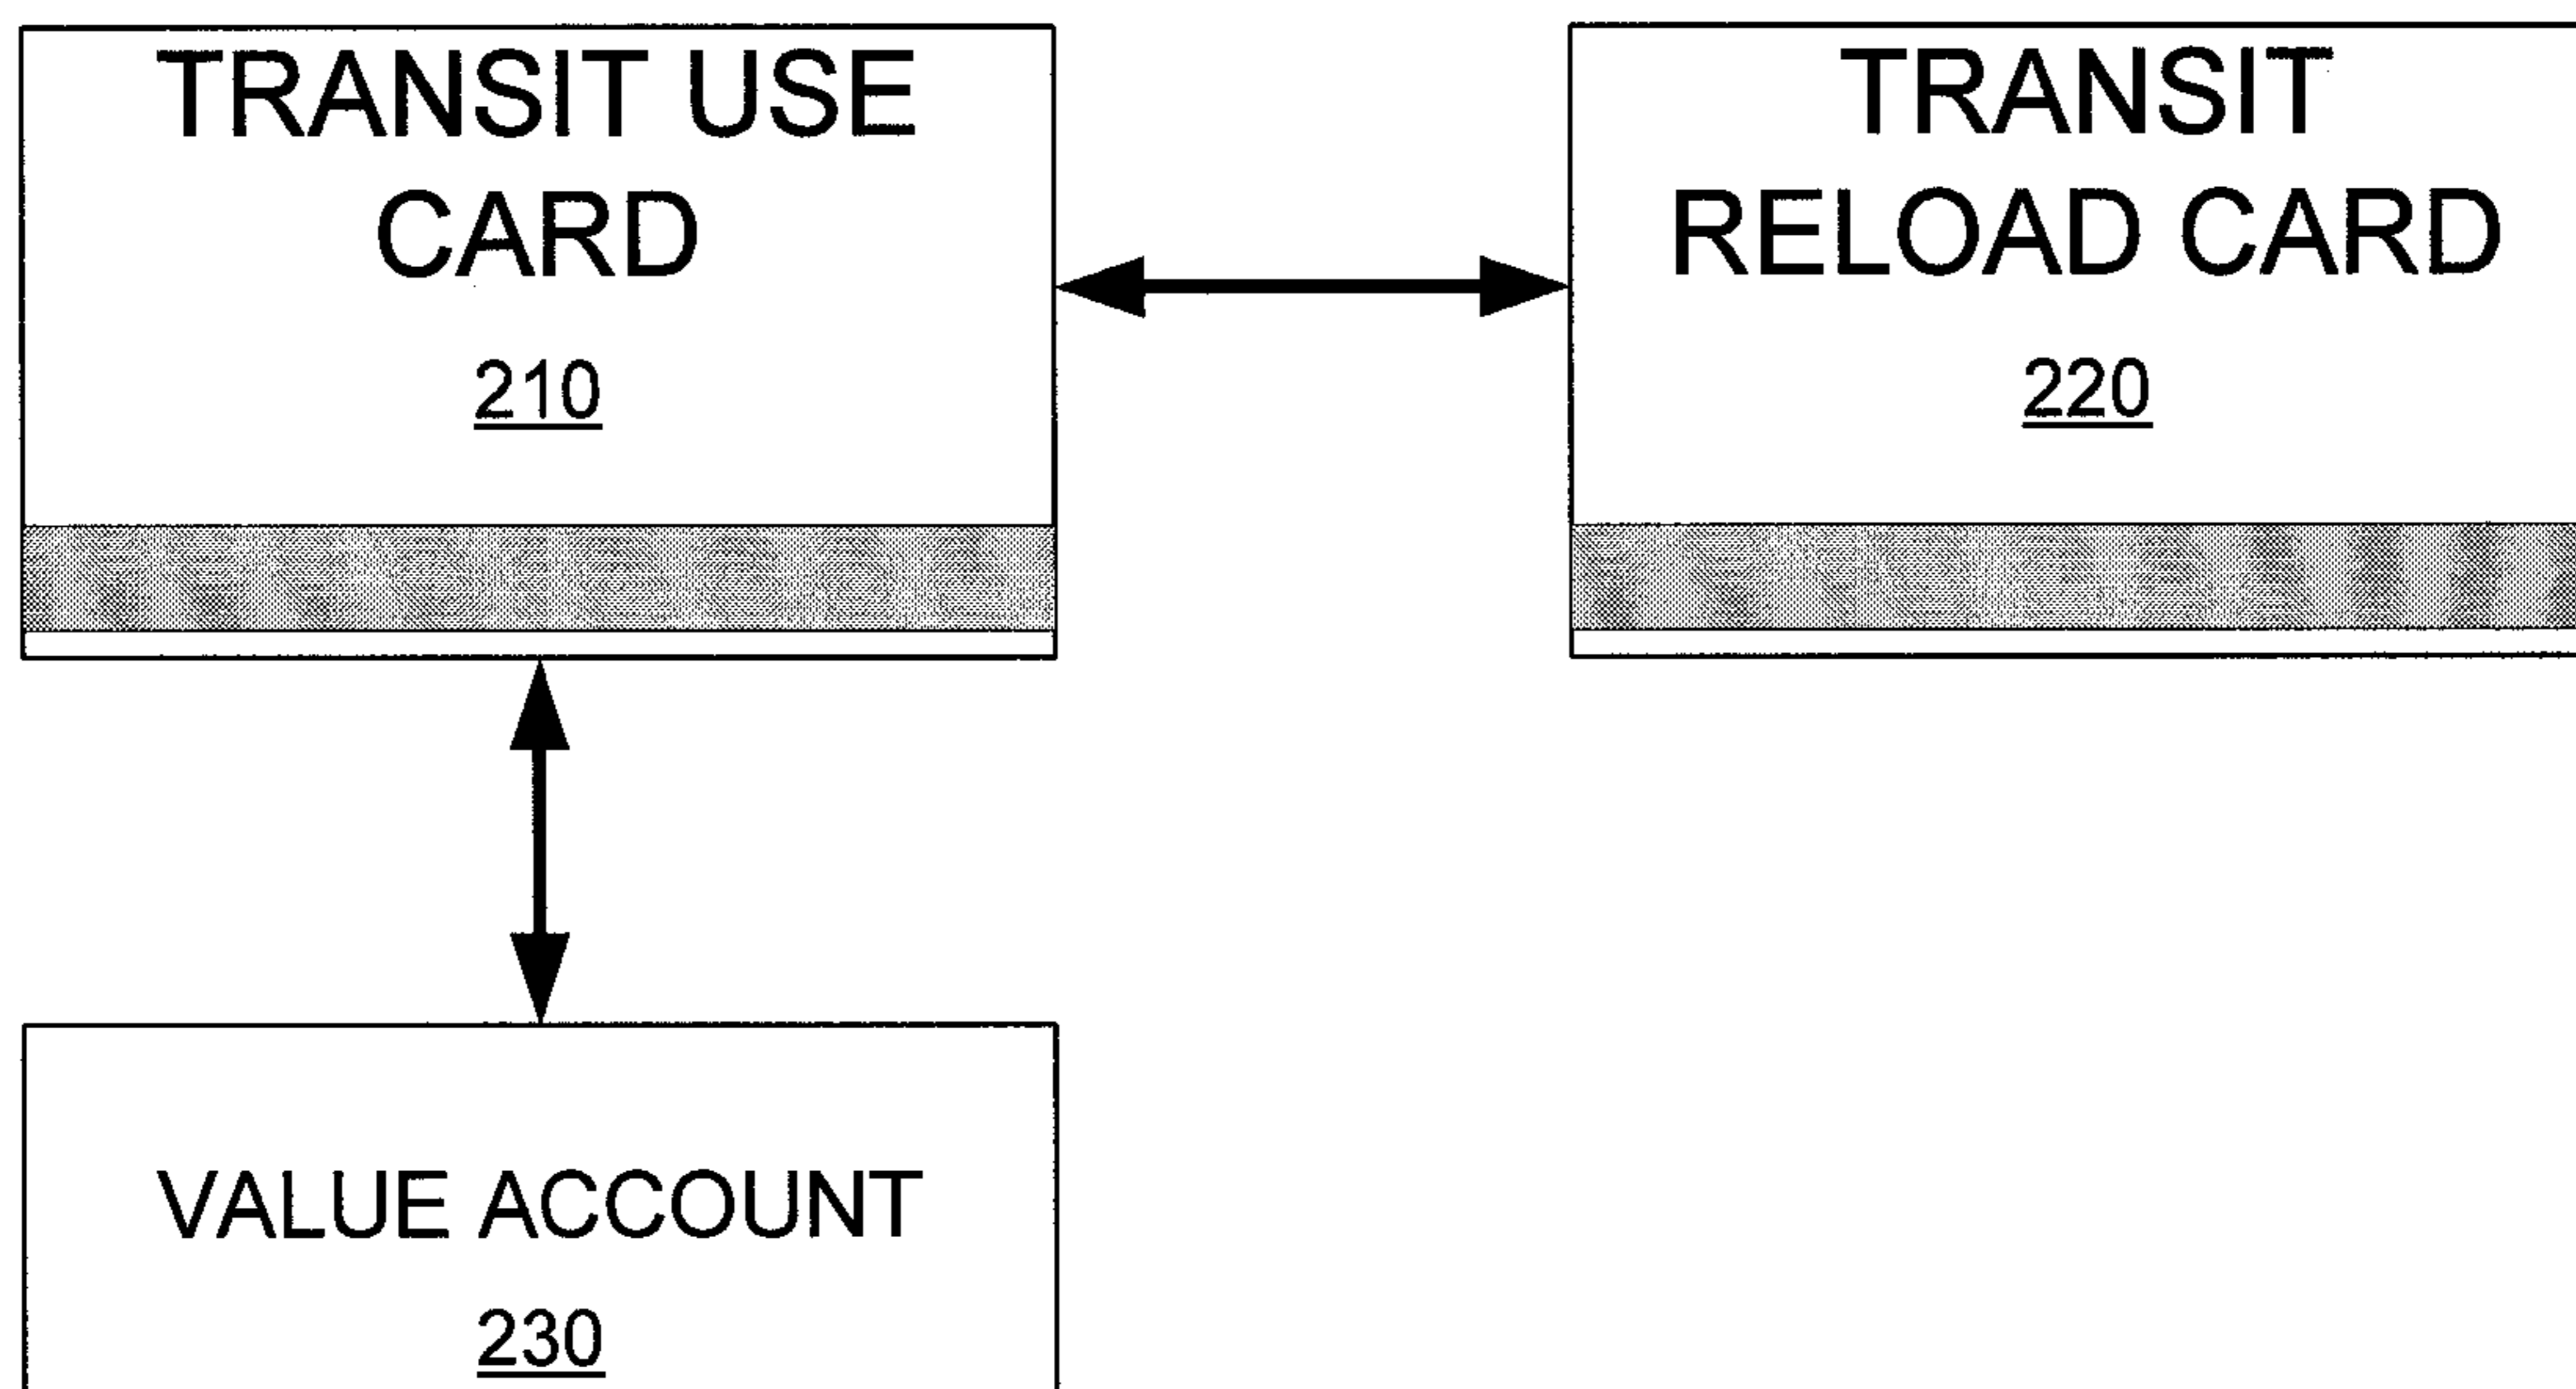 TRANSIT USE
CARD
210
TRANSIT
RELOAD CARD
220
VALUE ACCOUNT
230